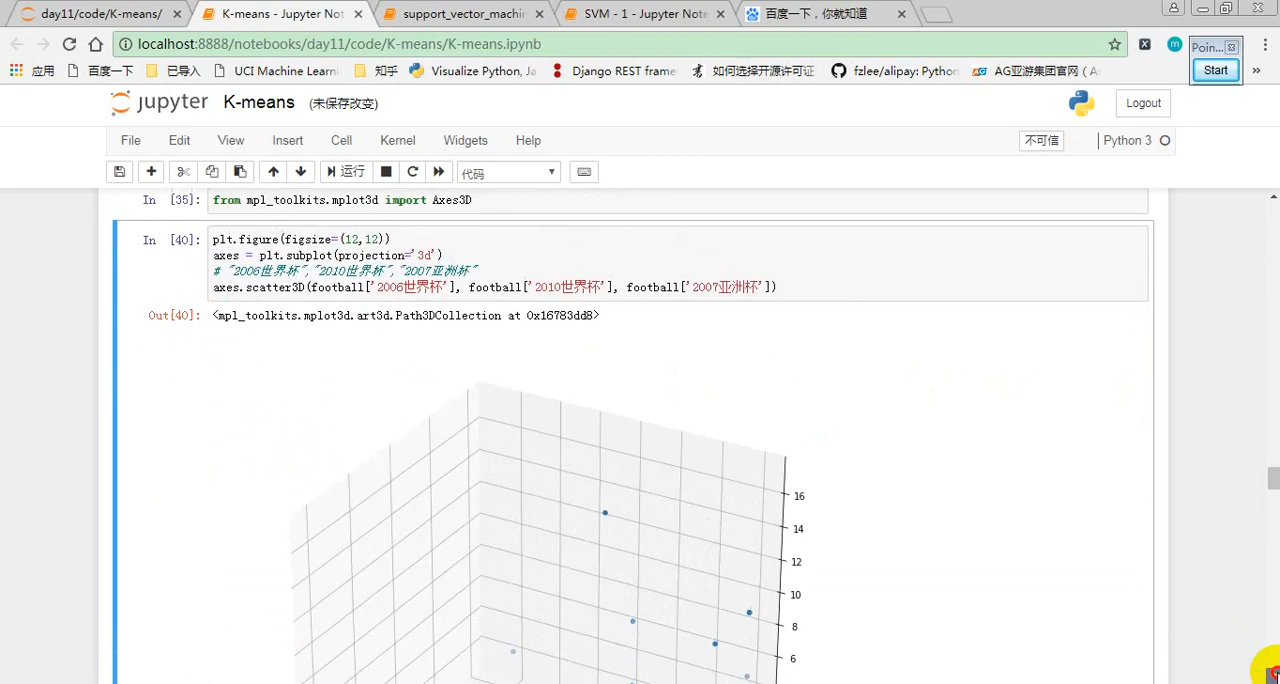 day11/code/K-means/
K-means - Jupyter Not
support_vector_machin
SVM - 1 - Jupyter Note
百度一下，你就知道
localhost:8888/notebooks/day11/code/K-means/K-means.ipynb
Poin...
Start
应用
百度一下
已导入
UCI Machine Learni
知乎
Visualize Python, Ja
Django REST frame
如何选择开源许可证
fzlee/alipay: Python
AG亚游集团官网（A
jupyter K-means (未保存改变)
Logout
File Edit View Insert Cell Kernel Widgets Help
不可信
Python 3
运行
代码
In [35]: from mpl_toolkits.mplot3d import Axes3D
In [40]: plt.figure(figsize=(12,12))
axes = plt.subplot(projection='3d')
# "2006世界杯","2010世界杯","2007亚洲杯"
axes.scatter3D(football['2006世界杯'], football['2010世界杯'], football['2007亚洲杯'])
Out[40]: <mpl_toolkits.mplot3d.art3d.Path3DCollection at 0x16783dd8>
16
14
12
10
8
6